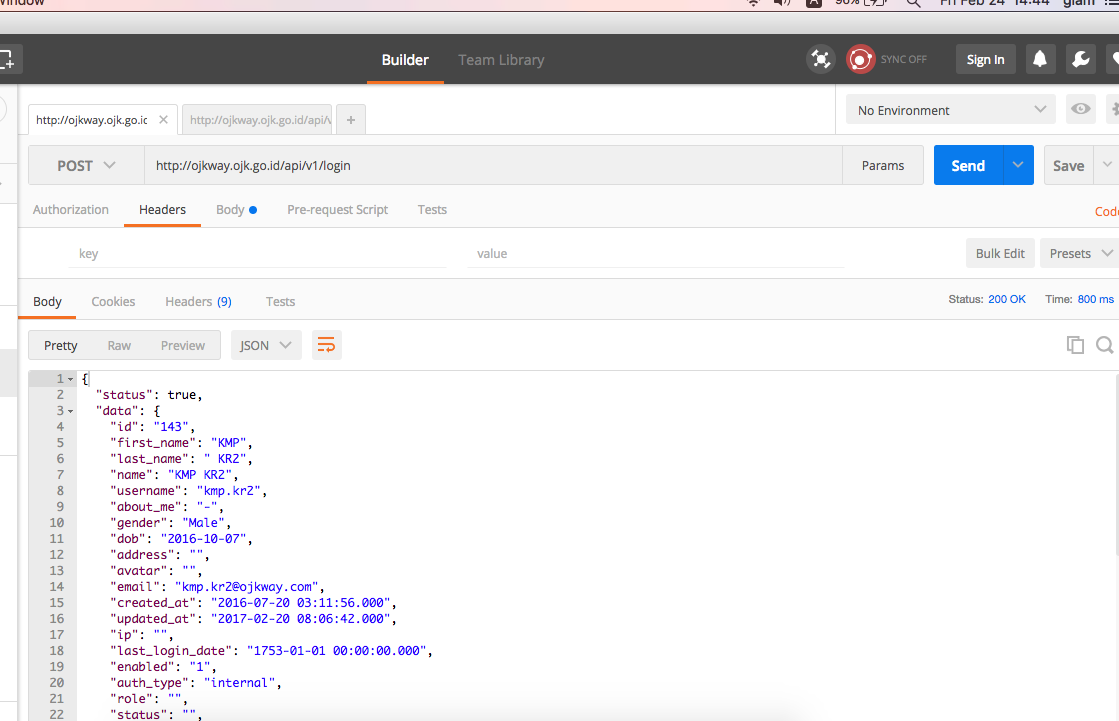 Window
96%
Fri Feb 24 14:44 giam
Builder
Team Library
SYNC OFF
Sign In
http://ojkway.ojk.go.ic
http://ojkway.ojk.go.id/api/v
+
No Environment
POST
http://ojkway.ojk.go.id/api/v1/login
Params
Send
Save
Authorization
Headers
Body
Pre-request Script
Tests
Code
key
value
Bulk Edit
Presets
Body
Cookies
Headers (9)
Tests
Status: 200 OK
Time: 800 ms
Pretty
Raw
Preview
JSON
1 {
2 "status": true,
3 "data": {
4 "id": "143",
5 "first_name": "KMP",
6 "last_name": " KR2",
7 "name": "KMP KR2",
8 "username": "kmp.kr2",
9 "about_me": "-",
10 "gender": "Male",
11 "dob": "2016-10-07",
12 "address": "",
13 "avatar": "",
14 "email": "kmp.kr2@ojkway.com",
15 "created_at": "2016-07-20 03:11:56.000",
16 "updated_at": "2017-02-20 08:06:42.000",
17 "ip": "",
18 "last_login_date": "1753-01-01 00:00:00.000",
19 "enabled": "1",
20 "auth_type": "internal",
21 "role": "",
22 "status": "",